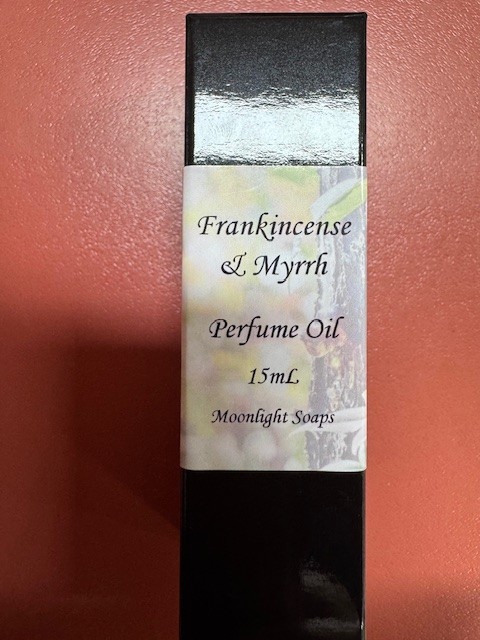 Frankincense
& Myrrh
Perfume Oil
15mL
Moonlight Soaps